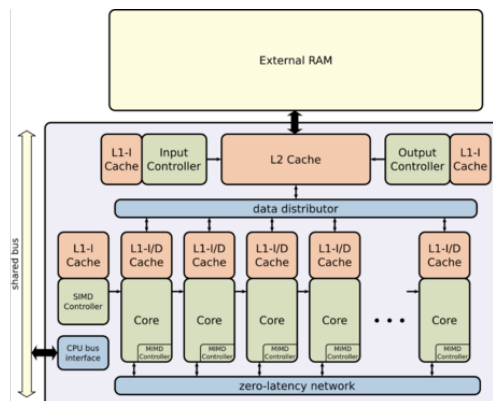 External RAM
L1-I
Cache
Input
Controller
L2 Cache
Output
Controller
L1-I
Cache
data distributor
shared bus
L1-I
Cache
L1-I/D
Cache
L1-I/D
Cache
L1-I/D
Cache
L1-I/D
Cache
L1-I/D
Cache
SIMD
Controller
Core
Core
Core
Core
Core
MIMD
Controller
MIMD
Controller
MIMD
Controller
MIMD
Controller
MIMD
Controller
CPU bus
interface
zero-latency network